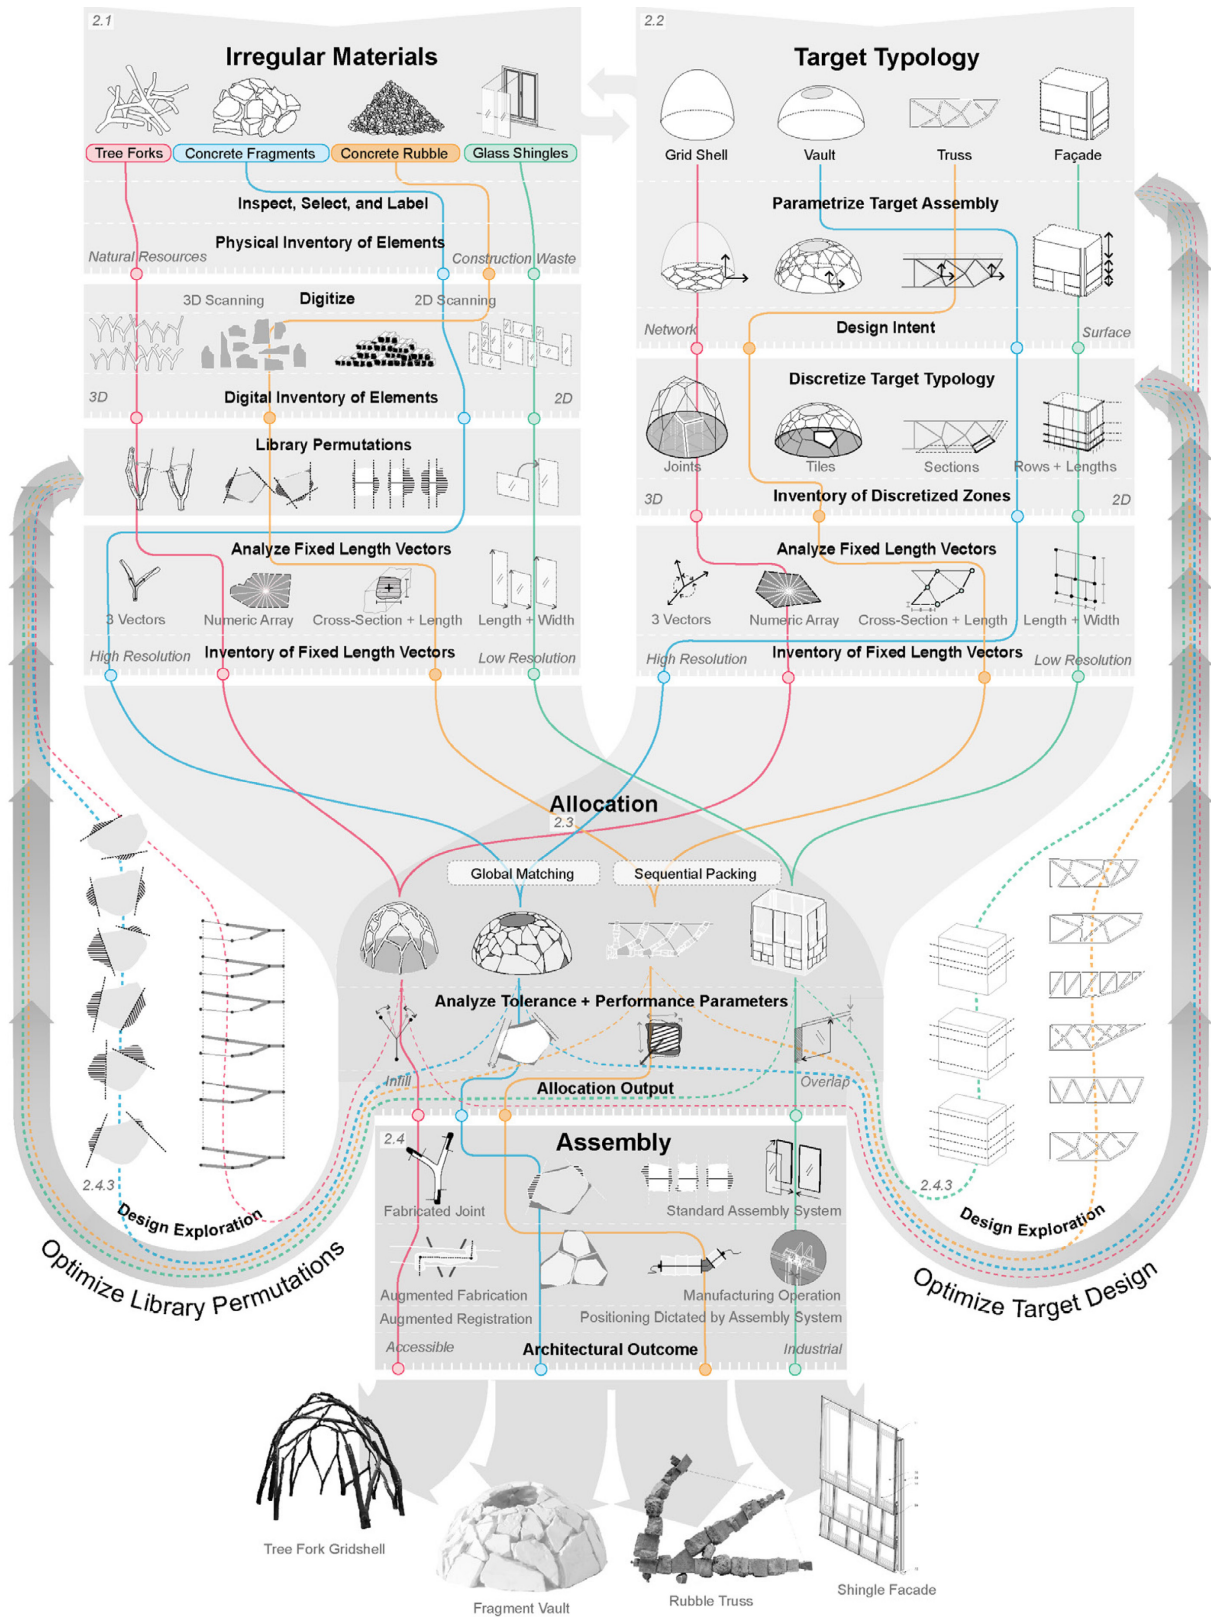 2.1
Irregular Materials
Tree Forks
Concrete Fragments
Concrete Rubble
Glass Shingles
Inspect, Select, and Label
Physical Inventory of Elements
Natural Resources
Construction Waste
3D Scanning
Digitize
2D Scanning
3D
Digital Inventory of Elements
2D
Library Permutations
Analyze Fixed Length Vectors
3 Vectors
Numeric Array
Cross-Section + Length
Length + Width
High Resolution
Inventory of Fixed Length Vectors
Low Resolution
2.2
Target Typology
Grid Shell
Vault
Truss
Façade
Parametrize Target Assembly
Network
Design Intent
Surface
Discretize Target Typology
Joints
Tiles
Sections
Rows + Lengths
3D
Inventory of Discretized Zones
2D
Analyze Fixed Length Vectors
3 Vectors
Numeric Array
Cross-Section + Length
Length + Width
High Resolution
Inventory of Fixed Length Vectors
Low Resolution
Allocation
2.3
Global Matching
Sequential Packing
Analyze Tolerance + Performance Parameters
Infill
Allocation Output
Overlap
2.4.3
Design Exploration
Optimize Library Permutations
2.4.3
Design Exploration
Optimize Target Design
2.4
Assembly
Fabricated Joint
Standard Assembly System
Augmented Fabrication
Manufacturing Operation
Augmented Registration
Positioning Dictated by Assembly System
Accessible
Architectural Outcome
Industrial
Tree Fork Gridshell
Fragment Vault
Rubble Truss
Shingle Facade